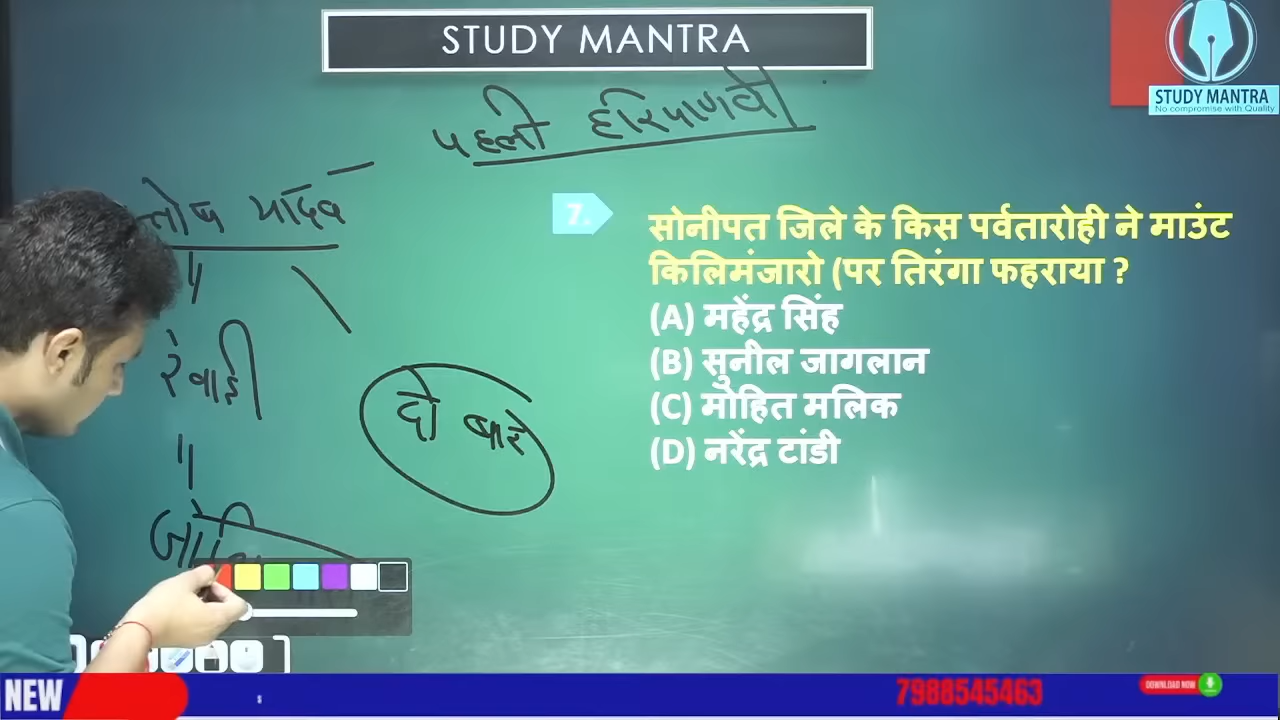 STUDY MANTRA
STUDY MANTRA
No compromise with Quality
पहली हरियाणवी
यादव
रेवाड़ी
दो बार
7.
सोनीपत जिले के किस पर्वतारोही ने माउंट
किलिमंजारो (पर तिरंगा फहराया ?
(A) महेंद्र सिंह
(B) सुनील जागलान
(C) मोहित मलिक
(D) नरेंद्र टांडी
NEW
7988545463
DOWNLOAD NOW